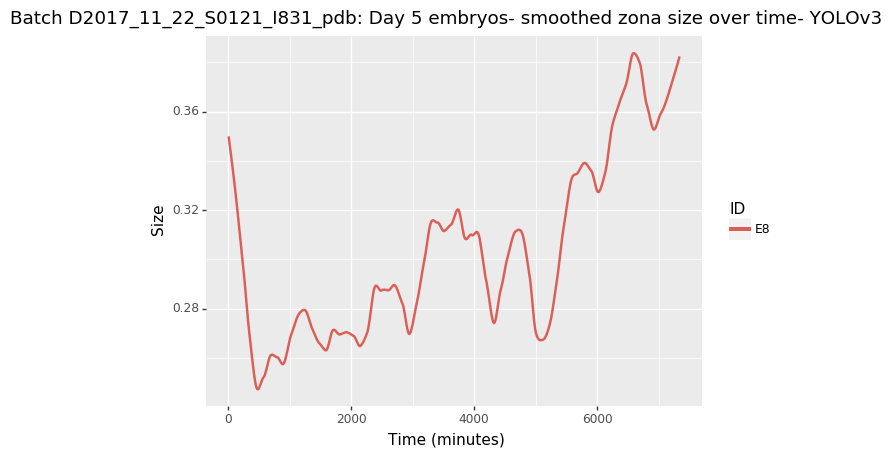 Batch D2017_11_22_S0121_I831_pdb: Day 5 embryos- smoothed zona size over time- YOLOv3
0.36
0.32
0.28
Size
0
2000
4000
6000
Time (minutes)
ID
E8